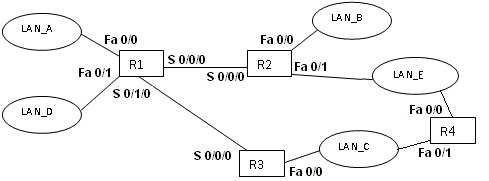 LAN_A
LAN_B
Fa 0/0
Fa 0/0
R1
S 0/0/0
R2
Fa 0/1
S 0/0/0
Fa 0/1
LAN_E
S 0/1/0
LAN_D
Fa 0/0
R4
LAN_C
S 0/0/0
R3
Fa 0/1
Fa 0/0